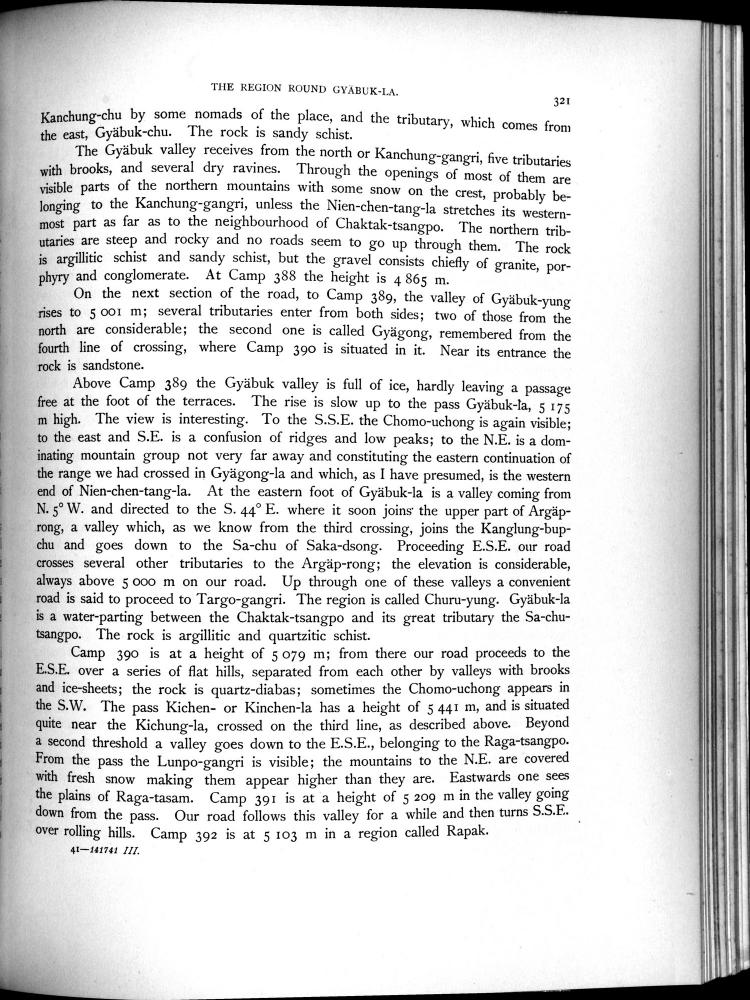 THE REGION ROUND GYÄBUK-LA.
321
Kanchung-chu by some nomads of the place, and the tributary, which comes from
the east, Gyäbuk-chu. The rock is sandy schist.
The Gyäbuk valley receives from the north or Kanchung-gangri, five tributaries
with brooks, and several dry ravines. Through the openings of most of them are
visible parts of the northern mountains with some snow on the crest, probably be-
longing to the Kanchung-gangri, unless the Nien-chen-tang-la stretches its western-
most part as far as to the neighbourhood of Chaktak-tsangpo. The northern trib-
utaries are steep and rocky and no roads seem to go up through them. The rock
is argillitic schist and sandy schist, but the gravel consists chiefly of granite, por-
phyry and conglomerate. At Camp 388 the height is 4 865 m.
On the next section of the road, to Camp 389, the valley of Gyäbuk-yung
rises to 5 001 m; several tributaries enter from both sides; two of those from the
north are considerable; the second one is called Gyägong, remembered from the
fourth line of crossing, where Camp 390 is situated in it. Near its entrance the
rock is sandstone.
Above Camp 389 the Gyäbuk valley is full of ice, hardly leaving a passage
free at the foot of the terraces. The rise is slow up to the pass Gyäbuk-la, 5 175
m high. The view is interesting. To the S.S.E. the Chomo-uchong is again visible;
to the east and S.E. is a confusion of ridges and low peaks; to the N.E. is a dom-
inating mountain group not very far away and constituting the eastern continuation of
the range we had crossed in Gyägong-la and which, as I have presumed, is the western
end of Nien-chen-tang-la. At the eastern foot of Gyäbuk-la is a valley coming from
N. 5° W. and directed to the S. 44° E. where it soon joins the upper part of Argäp-
rong, a valley which, as we know from the third crossing, joins the Kanglung-bup-
chu and goes down to the Sa-chu of Saka-dsong. Proceeding E.S.E. our road
crosses several other tributaries to the Argäp-rong; the elevation is considerable,
always above 5 000 m on our road. Up through one of these valleys a convenient
road is said to proceed to Targo-gangri. The region is called Churu-yung. Gyäbuk-la
is a water-parting between the Chaktak-tsangpo and its great tributary the Sa-chu-
tsangpo. The rock is argillitic and quartzitic schist.
Camp 390 is at a height of 5 079 m; from there our road proceeds to the
E.S.E. over a series of flat hills, separated from each other by valleys with brooks
and ice-sheets; the rock is quartz-diabas; sometimes the Chomo-uchong appears in
the S.W. The pass Kichen- or Kinchen-la has a height of 5 441 m, and is situated
quite near the Kichung-la, crossed on the third line, as described above. Beyond
a second threshold a valley goes down to the E.S.E., belonging to the Raga-tsangpo.
From the pass the Lunpo-gangri is visible; the mountains to the N.E. are covered
with fresh snow making them appear higher than they are. Eastwards one sees
the plains of Raga-tasam. Camp 391 is at a height of 5 209 m in the valley going
down from the pass. Our road follows this valley for a while and then turns S.S.E.
over rolling hills. Camp 392 is at 5 103 m in a region called Rapak.
41—141741 III.